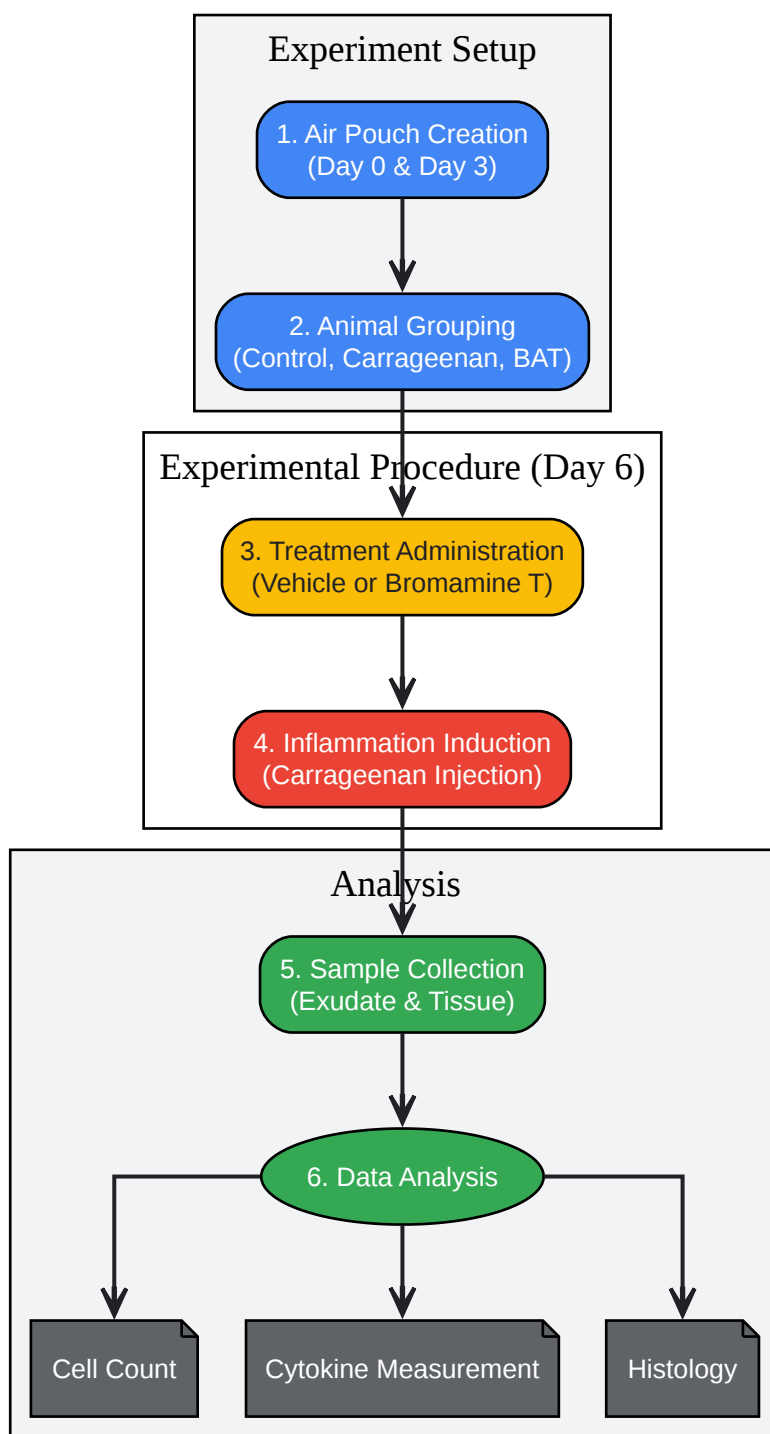 Experiment Setup
1. Air Pouch Creation
(Day 0 & Day 3)
2. Animal Grouping
(Control, Carrageenan, BAT)
Experimental Procedure (Day 6)
3. Treatment Administration
(Vehicle or Bromamine T)
4. Inflammation Induction
(Carrageenan Injection)
Analysis
5. Sample Collection
(Exudate & Tissue)
6. Data Analysis
Cell Count
Cytokine Measurement
Histology